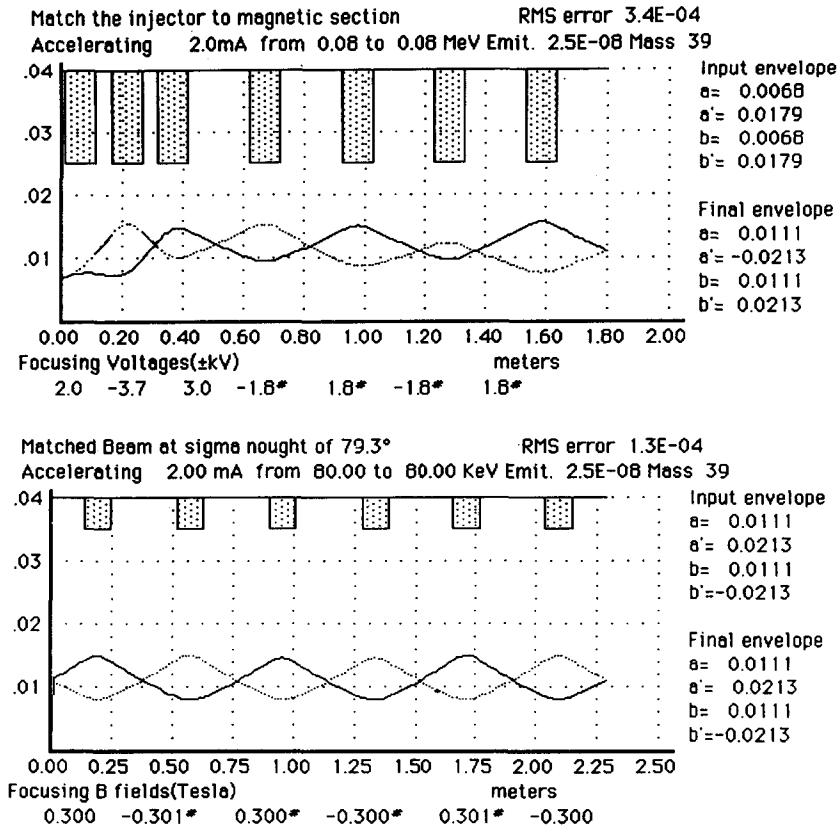 Match the injector to magnetic section RMS error 3.4E-04
Accelerating 2.0mA from 0.08 to 0.08 MeV Emit. 2.5E-08 Mass 39
.04
.03
.02
.01
0.00 0.20 0.40 0.60 0.80 1.00 1.20 1.40 1.60 1.80 2.00
Focusing Voltages(±kV) meters
2.0 -3.7 3.0 -1.8# 1.8# -1.8# 1.8#
Input envelope
a= 0.0068
a'= 0.0179
b= 0.0068
b'= 0.0179
Final envelope
a= 0.0111
a'= -0.0213
b= 0.0111
b'= 0.0213
Matched Beam at sigma nought of 79.3° RMS error 1.3E-04
Accelerating 2.00 mA from 80.00 to 80.00 KeV Emit. 2.5E-08 Mass 39
.04
.03
.02
.01
0.00 0.25 0.50 0.75 1.00 1.25 1.50 1.75 2.00 2.25 2.50
Focusing B fields(Tesla) meters
0.300 -0.301# 0.300# -0.300# 0.301# -0.300
Input envelope
a= 0.0111
a'= 0.0213
b= 0.0111
b'=-0.0213
Final envelope
a= 0.0111
a'= 0.0213
b= 0.0111
b'=-0.0213